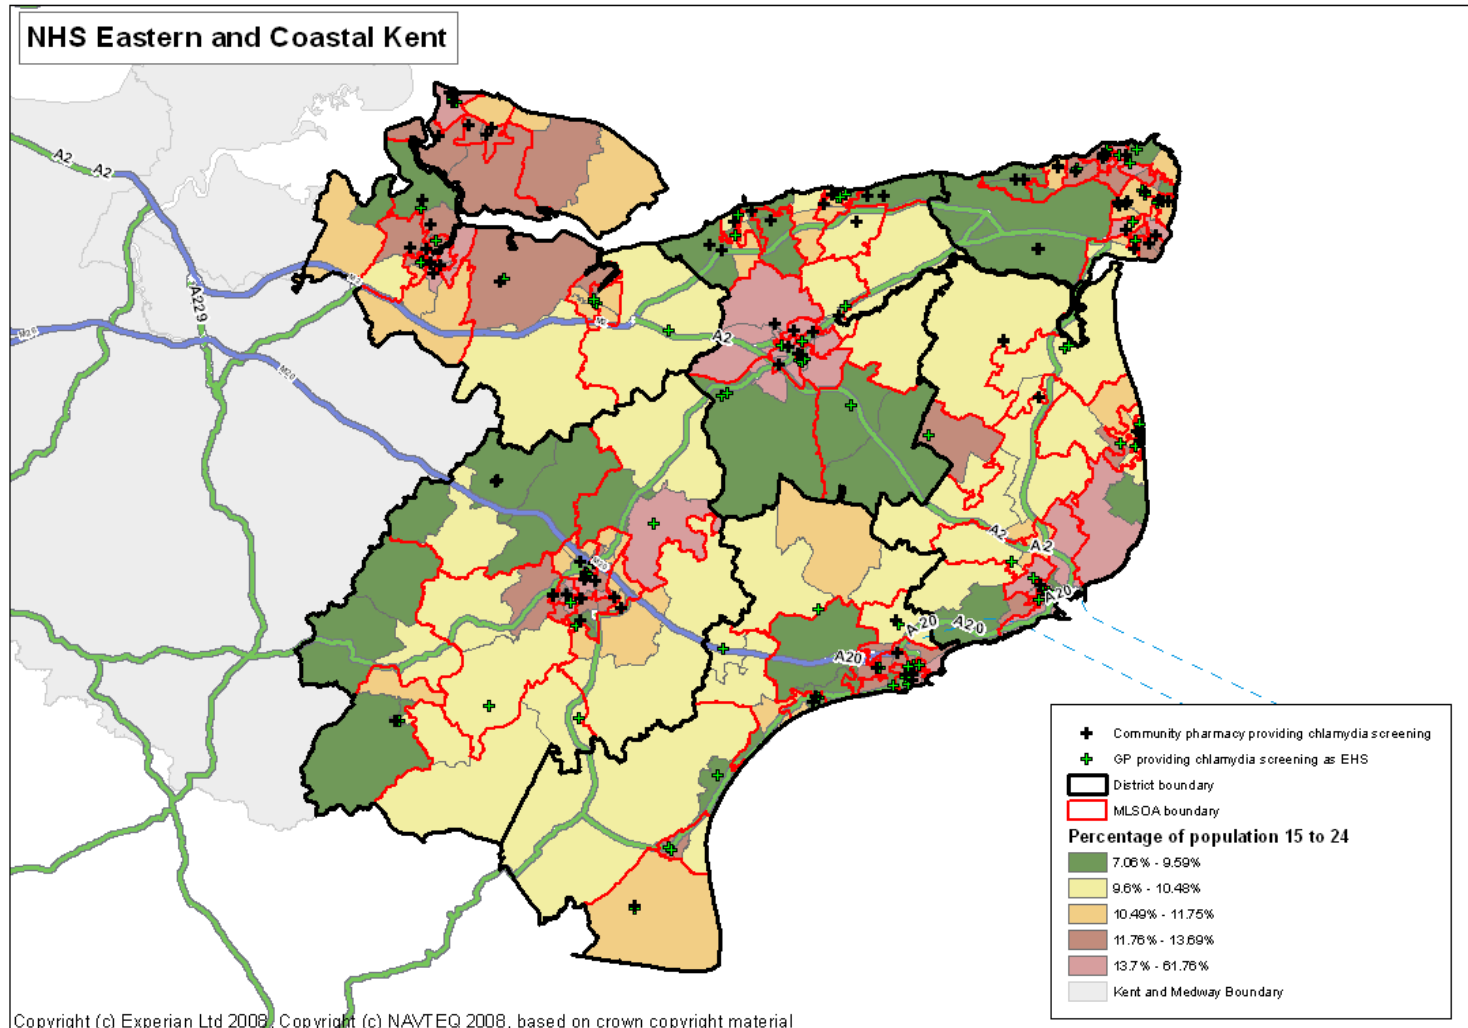 NHS Eastern and Coastal Kent
A2
A2
A229
M2
M20
M20
A2
M2
M20
A2
A2
A20
A20
A20
A20
Community pharmacy providing chlamydia screening
GP providing chlamydia screening as EHS
District boundary
MLSOA boundary
Percentage of population 15 to 24
7.06% - 9.59%
9.6% - 10.48%
10.49% - 11.75%
11.76% - 13.69%
13.7% - 61.76%
Kent and Medway Boundary
Copyright (c) Experian Ltd 2008. Copyright (c) NAVTEQ 2008, based on crown copyright material